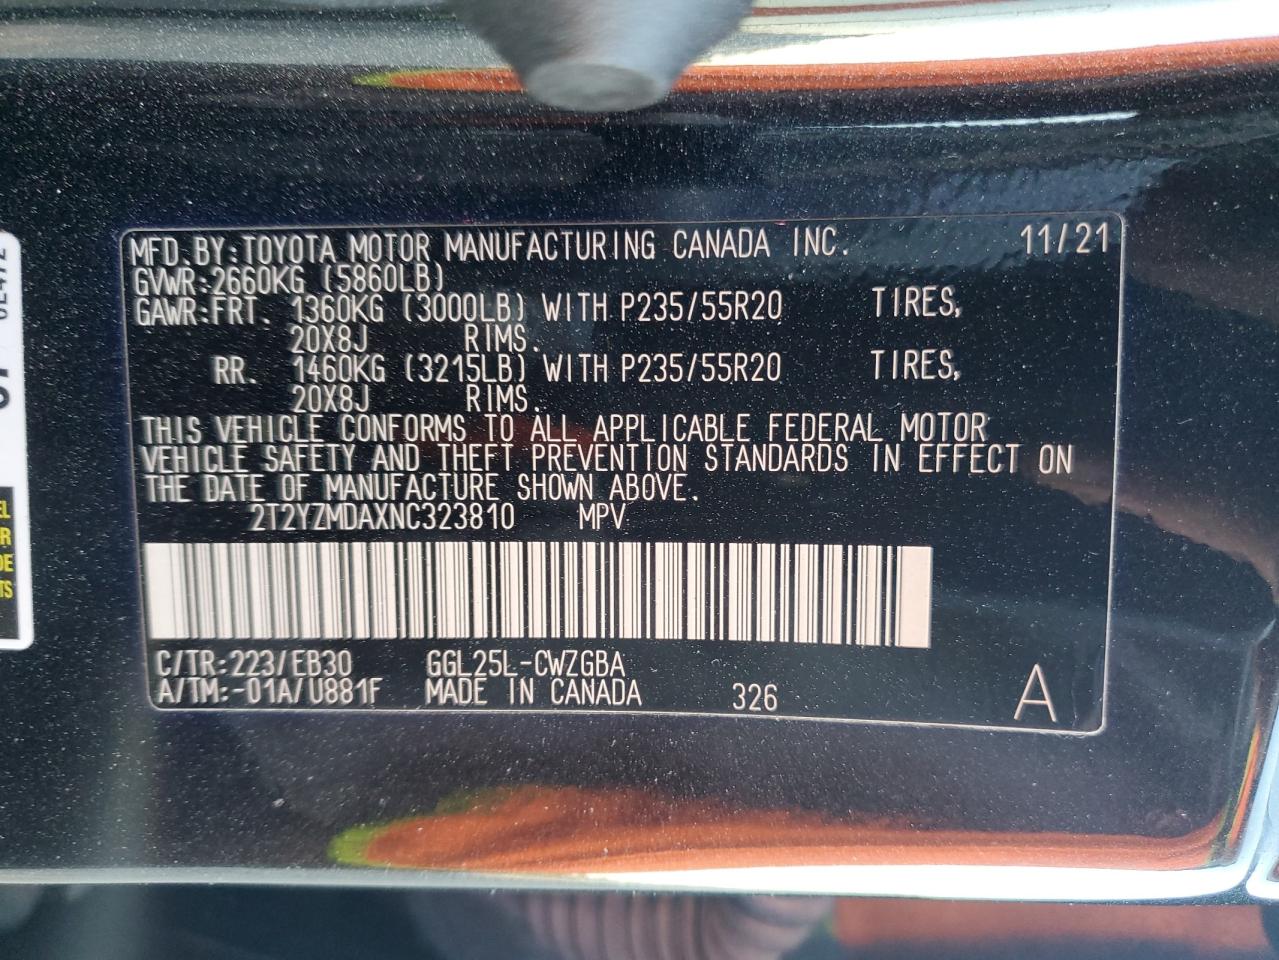 MFD.BY:TOYOTA MOTOR MANUFACTURING CANADA INC. 11/21
GVWR:2660KG (5860LB)
GAWR:FRT. 1360KG (3000LB) WITH P235/55R20 TIRES,
20X8J RIMS.
RR. 1460KG (3215LB) WITH P235/55R20 TIRES,
20X8J RIMS.
THIS VEHICLE CONFORMS TO ALL APPLICABLE FEDERAL MOTOR
VEHICLE SAFETY AND THEFT PREVENTION STANDARDS IN EFFECT ON
THE DATE OF MANUFACTURE SHOWN ABOVE.
2T2YZMDAXNC323810 MPV
C/TR:223/EB30 GGL25L-CWZGBA
A/TM:-01A/U881F MADE IN CANADA 326 A